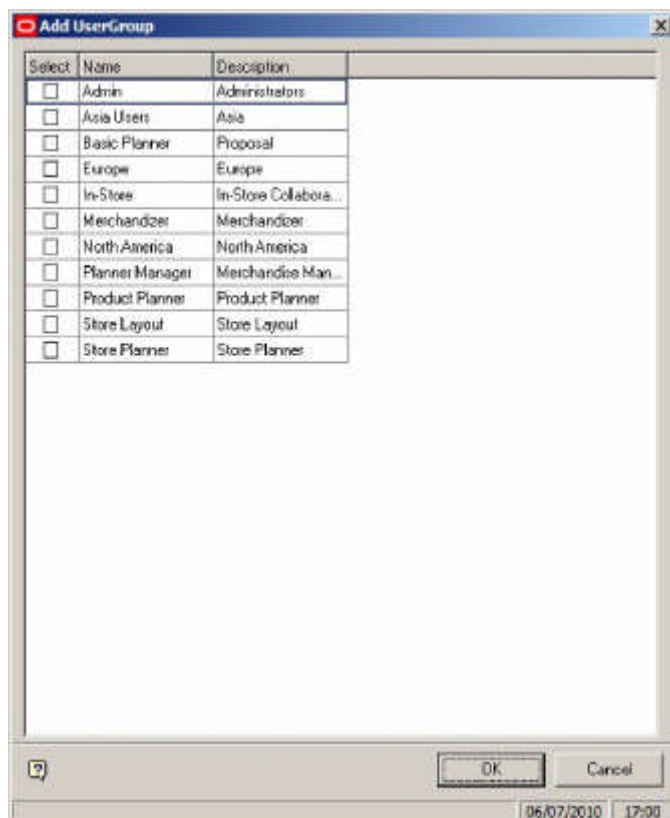 Add UserGroup
Select Name Description
Admin Administrators
Asia Users Asia
Basic Planner Proposal
Europe Europe
In-Store In-Store Collabora...
Merchandizer Merchandizer
North America North America
Planner Manager Merchandise Man...
Product Planner Product Planner
Store Layout Store Layout
Store Planner Store Planner
OK Cancel
06/07/2010 17:00